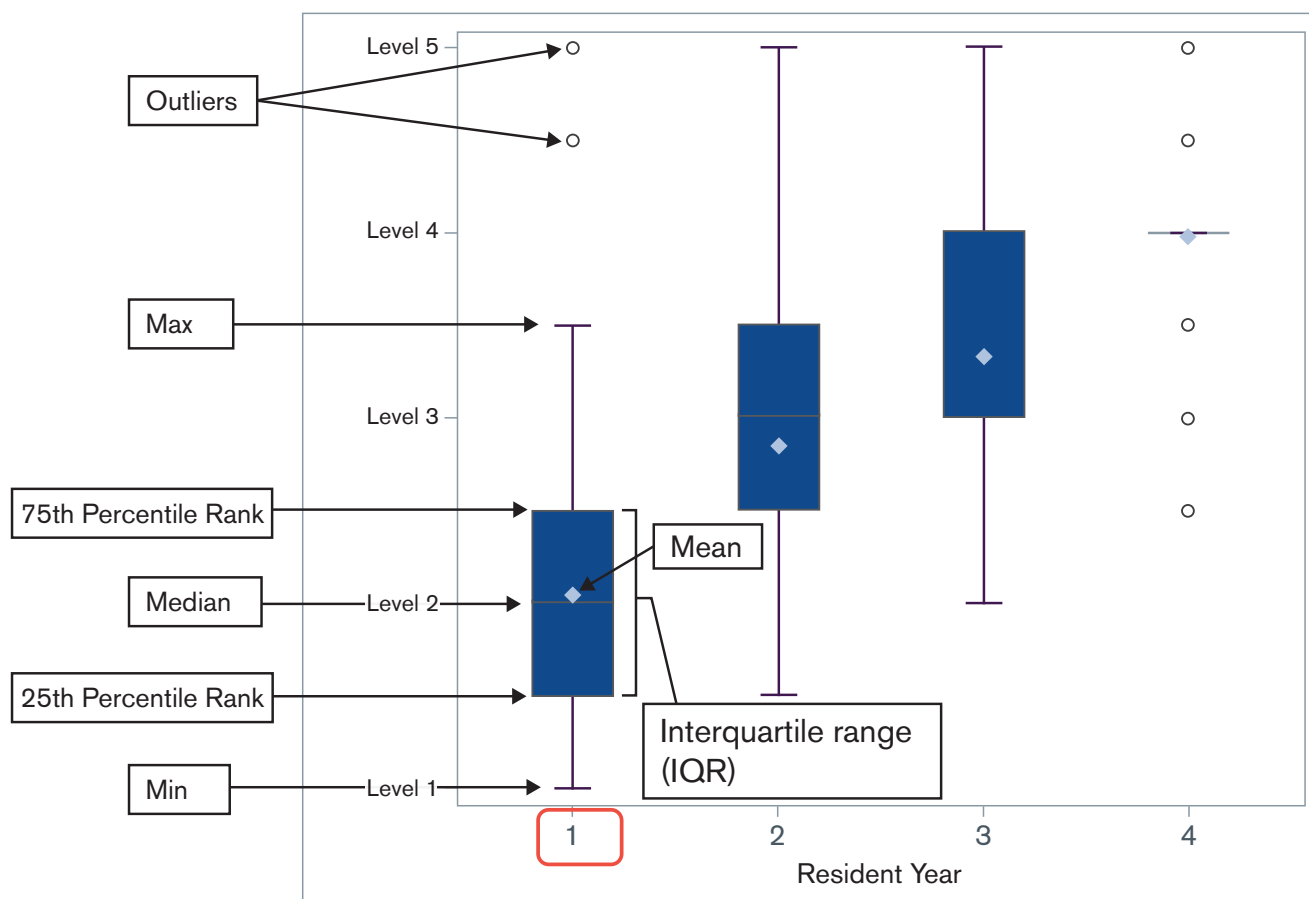 Level 5
Outliers
Level 4
Max
Level 3
75th Percentile Rank
Mean
Median
Level 2
25th Percentile Rank
Interquartile range
(IQR)
Min
Level 1
1
2
3
4
Resident Year